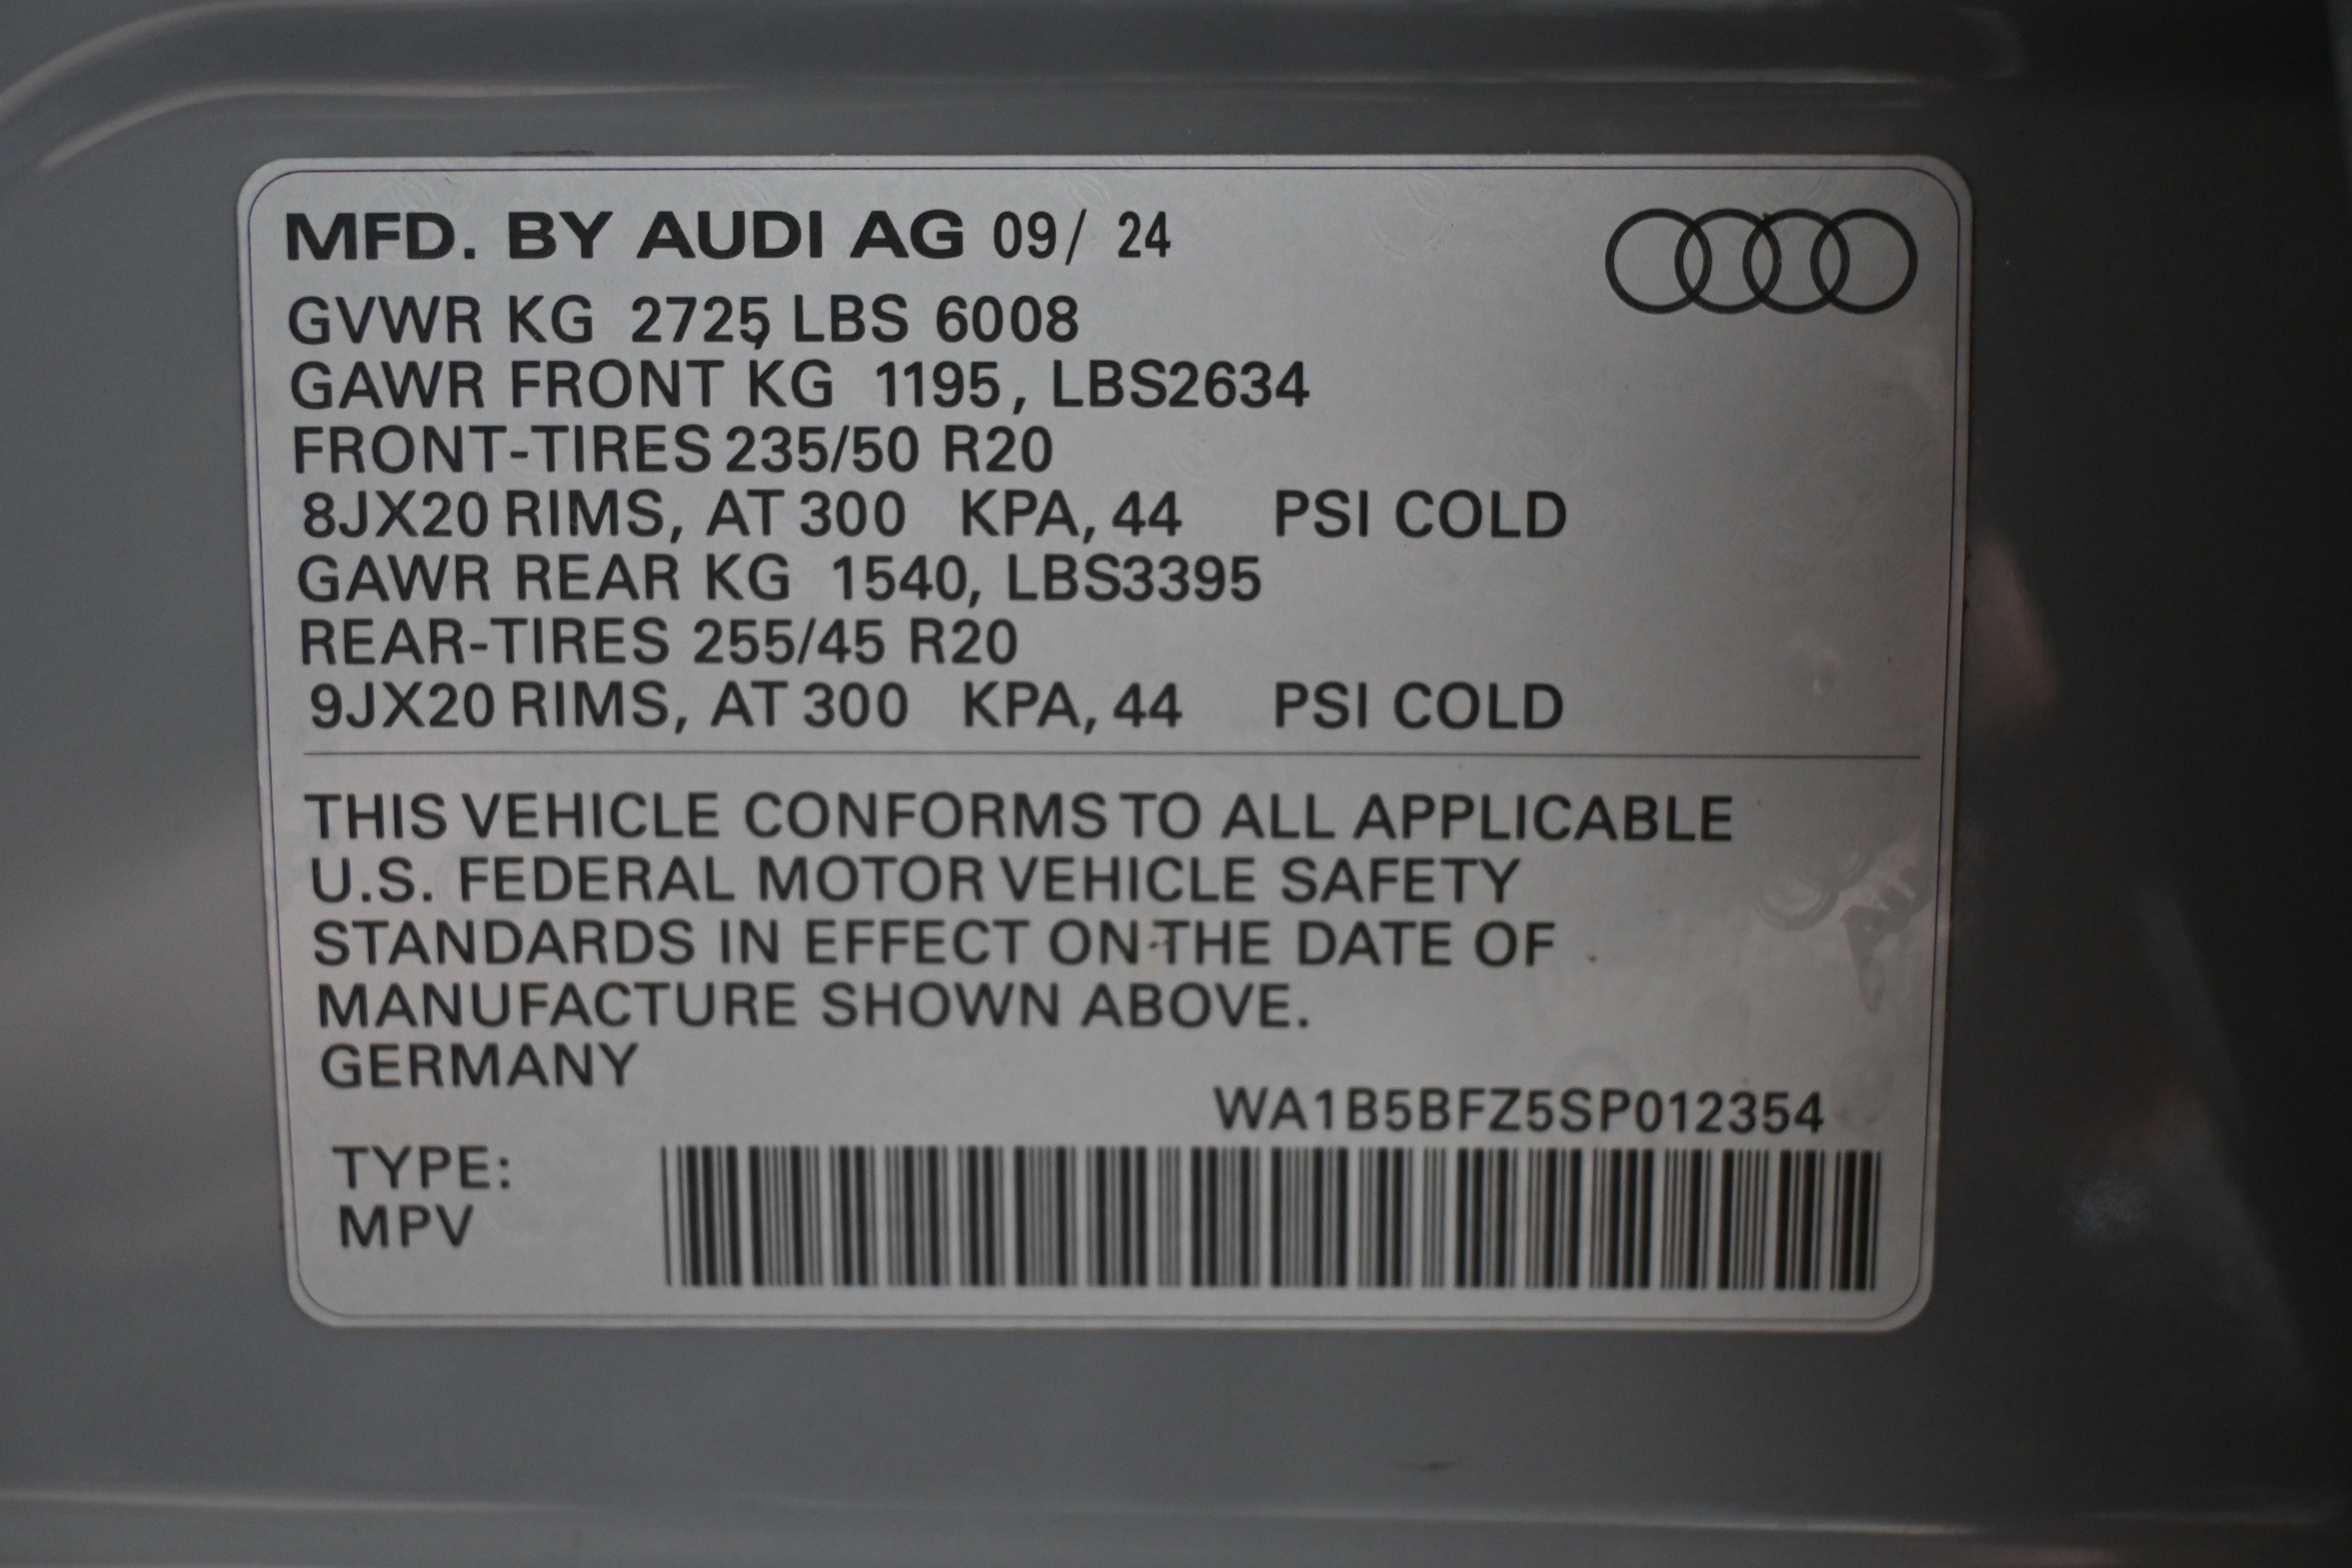 MFD. BY AUDI AG 09/ 24
GVWR KG 2725, LBS 6008
GAWR FRONT KG 1195, LBS2634
FRONT-TIRES 235/50 R20
8JX20 RIMS, AT 300 KPA, 44 PSI COLD
GAWR REAR KG 1540, LBS3395
REAR-TIRES 255/45 R20
9JX20 RIMS, AT 300 KPA, 44 PSI COLD
THIS VEHICLE CONFORMS TO ALL APPLICABLE
U.S. FEDERAL MOTOR VEHICLE SAFETY
STANDARDS IN EFFECT ON THE DATE OF
MANUFACTURE SHOWN ABOVE.
GERMANY
WA1B5BFZ5SP012354
TYPE:
MPV